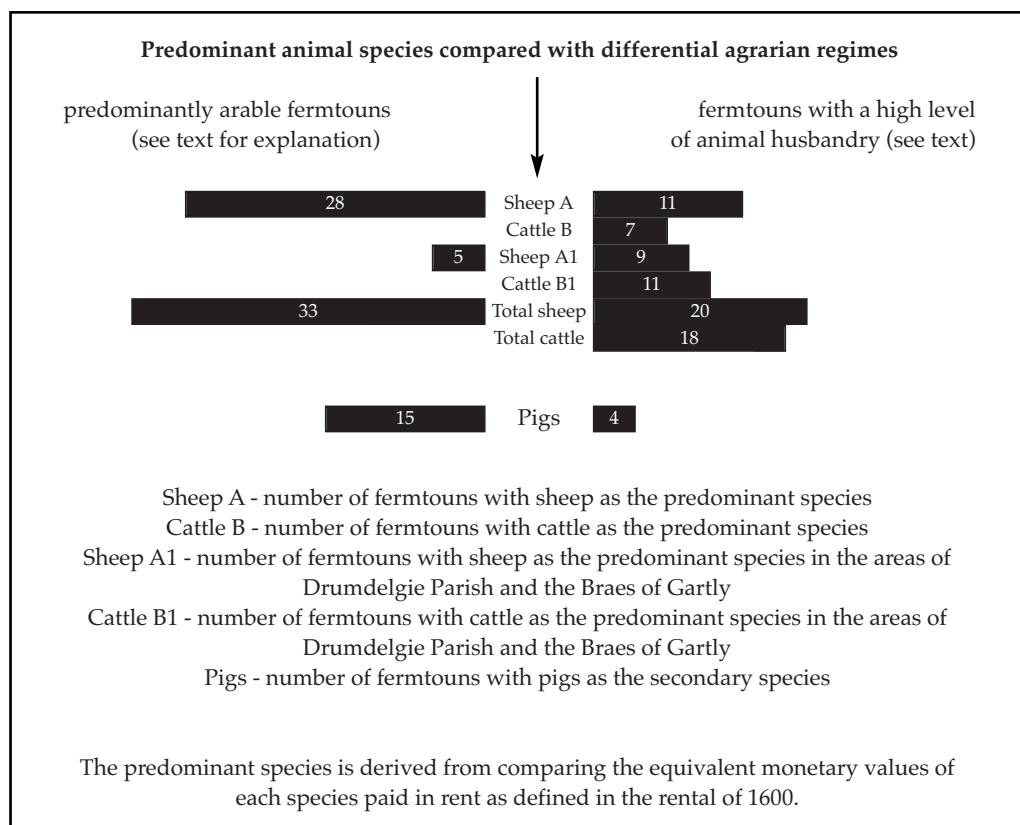 Predominant animal species compared with differential agrarian regimes
predominantly arable fermtouns
(see text for explanation)
fermtouns with a high level
of animal husbandry (see text)
28 Sheep A 11
Cattle B 7
5 Sheep A1 9
Cattle B1 11
33 Total sheep 20
Total cattle 18
15 Pigs 4
Sheep A - number of fermtouns with sheep as the predominant species
Cattle B - number of fermtouns with cattle as the predominant species
Sheep A1 - number of fermtouns with sheep as the predominant species in the areas of
Drumdelgie Parish and the Braes of Gartly
Cattle B1 - number of fermtouns with cattle as the predominant species in the areas of
Drumdelgie Parish and the Braes of Gartly
Pigs - number of fermtouns with pigs as the secondary species
The predominant species is derived from comparing the equivalent monetary values of
each species paid in rent as defined in the rental of 1600.